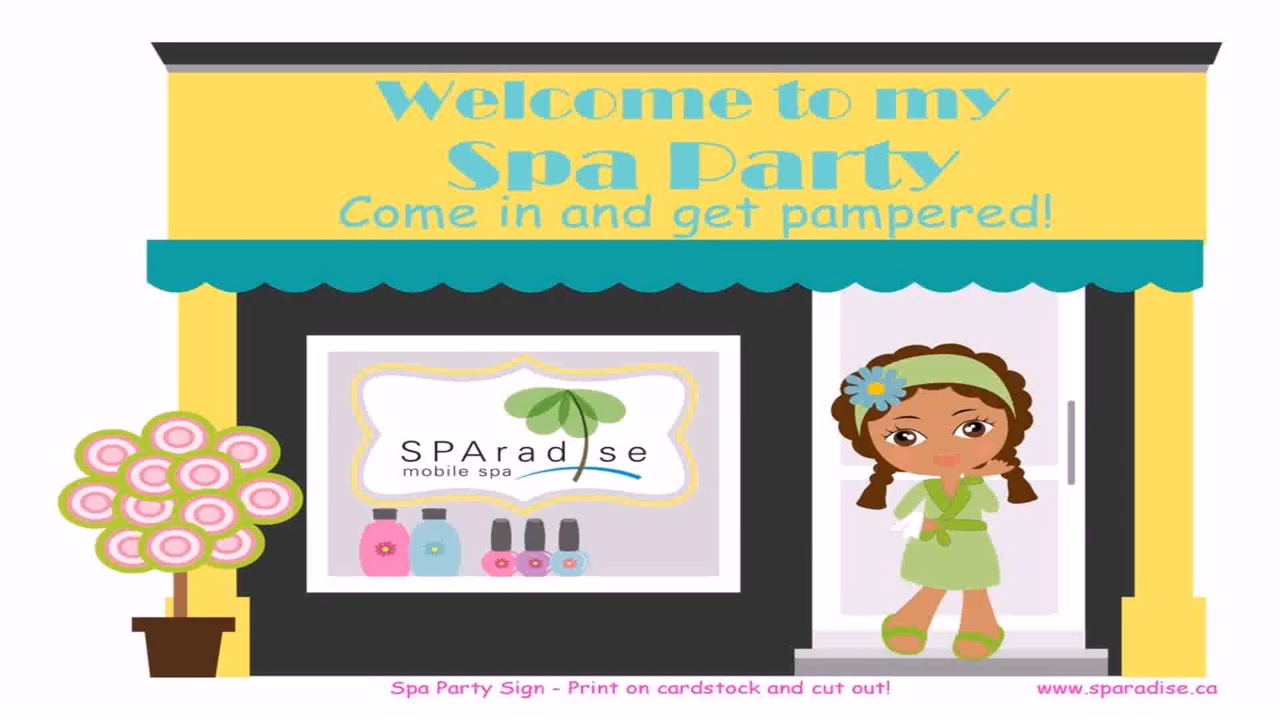 Welcome to my
Spa Party
Come in and get pampered!
SPAradise
mobile spa
Spa Party Sign - Print on cardstock and cut out!
www.sparadise.ca